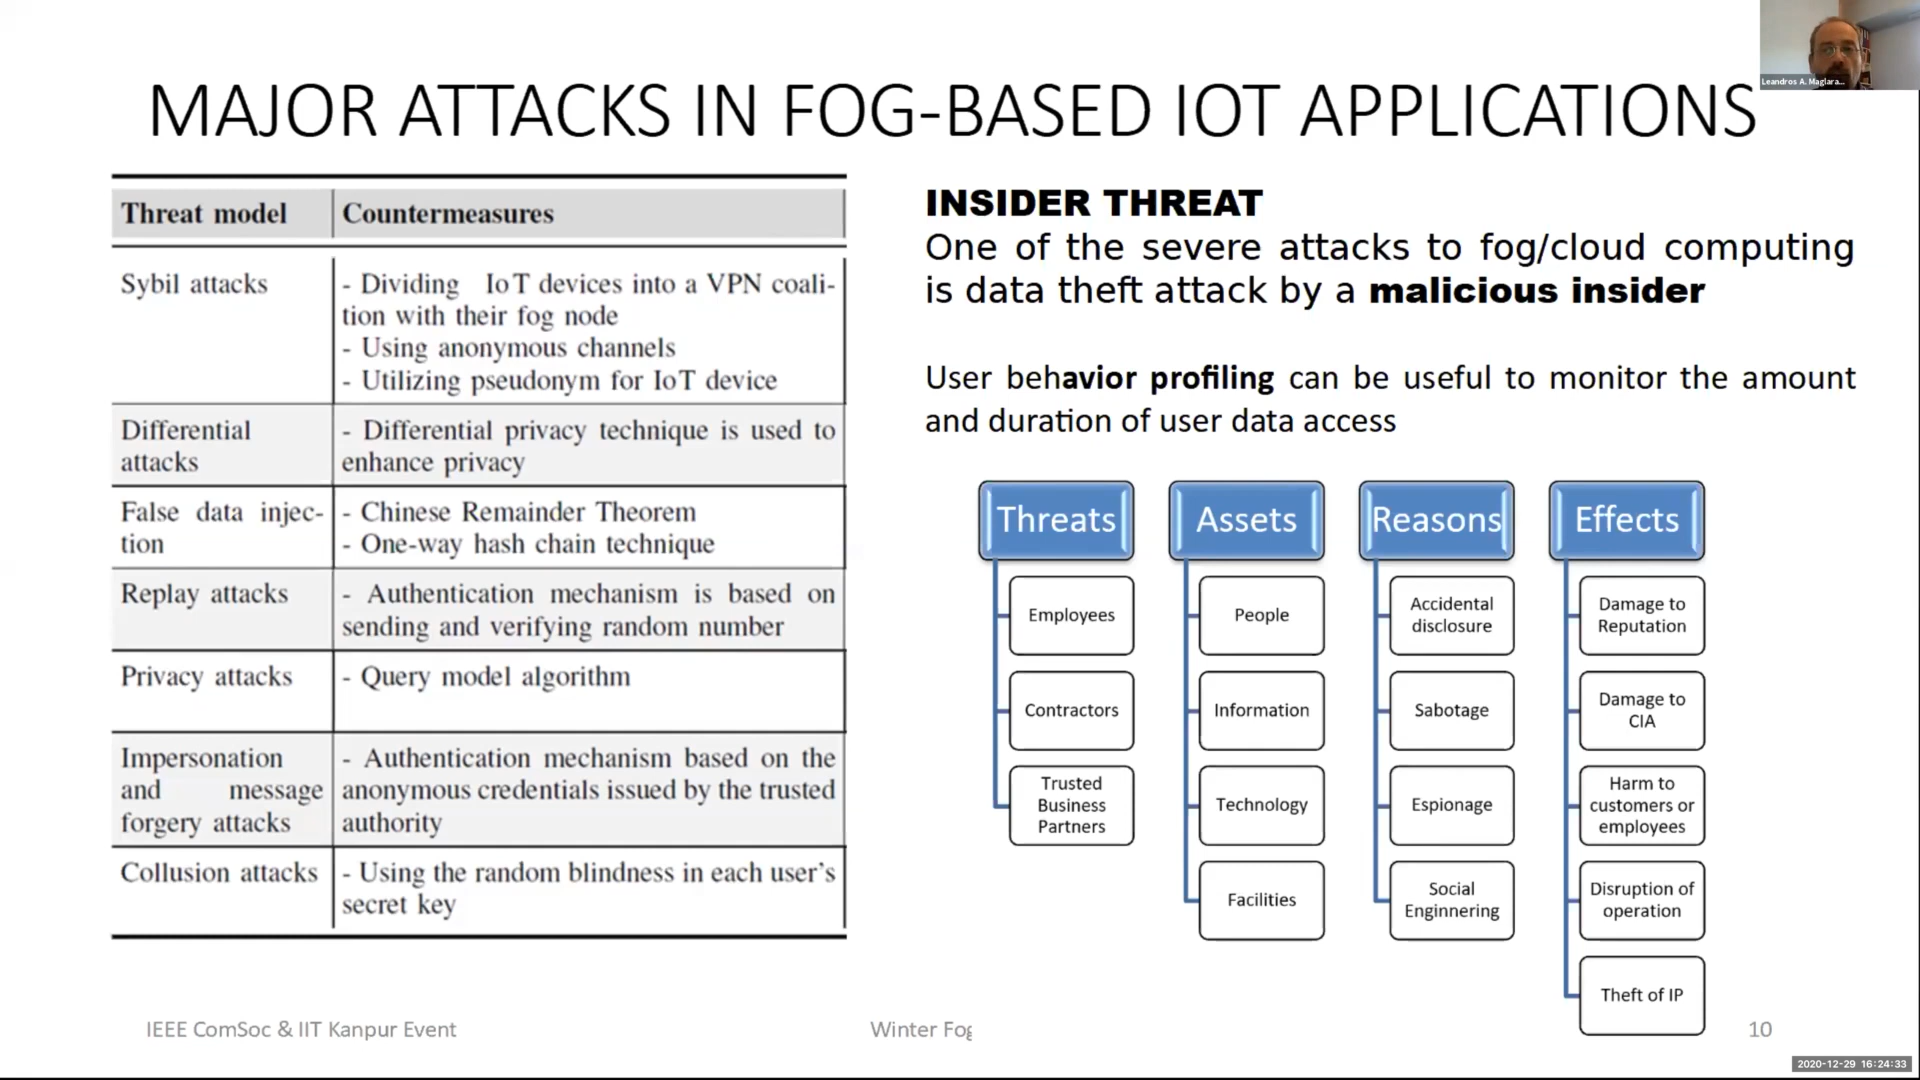 Leandros A. Maglara...
MAJOR ATTACKS IN FOG-BASED IOT APPLICATIONS
Threat model
Countermeasures
Sybil attacks
- Dividing IoT devices into a VPN coali-
tion with their fog node
- Using anonymous channels
- Utilizing pseudonym for IoT device
Differential
attacks
- Differential privacy technique is used to
enhance privacy
False data injec-
tion
- Chinese Remainder Theorem
- One-way hash chain technique
Replay attacks
- Authentication mechanism is based on
sending and verifying random number
Privacy attacks
- Query model algorithm
Impersonation
and message
forgery attacks
- Authentication mechanism based on the
anonymous credentials issued by the trusted
authority
Collusion attacks
- Using the random blindness in each user's
secret key
INSIDER THREAT
One of the severe attacks to fog/cloud computing
is data theft attack by a malicious insider
User behavior profiling can be useful to monitor the amount
and duration of user data access
Threats
Employees
Contractors
Trusted
Business
Partners
Assets
People
Information
Technology
Facilities
Reasons
Accidental
disclosure
Sabotage
Espionage
Social
Enginnering
Effects
Damage to
Reputation
Damage to
CIA
Harm to
customers or
employees
Disruption of
operation
Theft of IP
IEEE ComSoc & IIT Kanpur Event
Winter Fog
10
2020-12-29 16:24:33